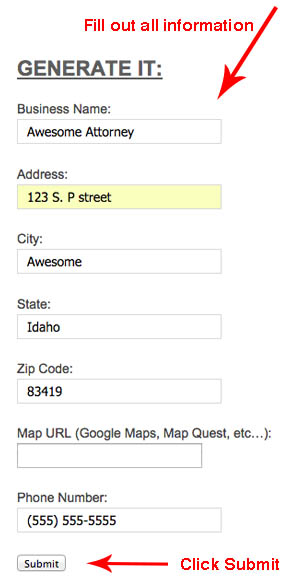 Fill out all information
GENERATE IT:
Business Name:
Awesome Attorney
Address:
123 S. P street
City:
Awesome
State:
Idaho
Zip Code:
83419
Map URL (Google Maps, Map Quest, etc...):
Phone Number:
(555) 555-5555
Submit
Click Submit